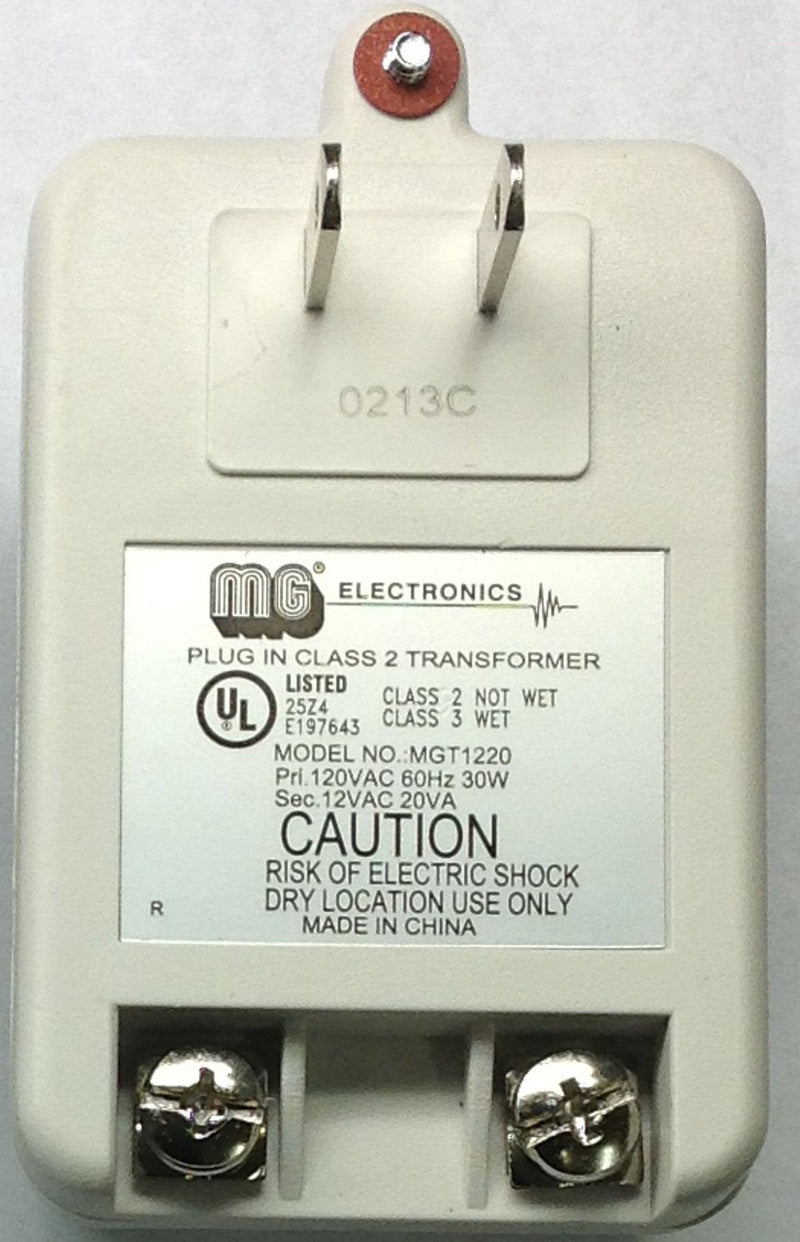 0213C
MG® ELECTRONICS
PLUG IN CLASS 2 TRANSFORMER
UL® LISTED
25Z4
E197643
CLASS 2 NOT WET
CLASS 3 WET
MODEL NO.:MGT1220
Pri.120VAC 60Hz 30W
Sec.12VAC 20VA
CAUTION
RISK OF ELECTRIC SHOCK
DRY LOCATION USE ONLY
R
MADE IN CHINA